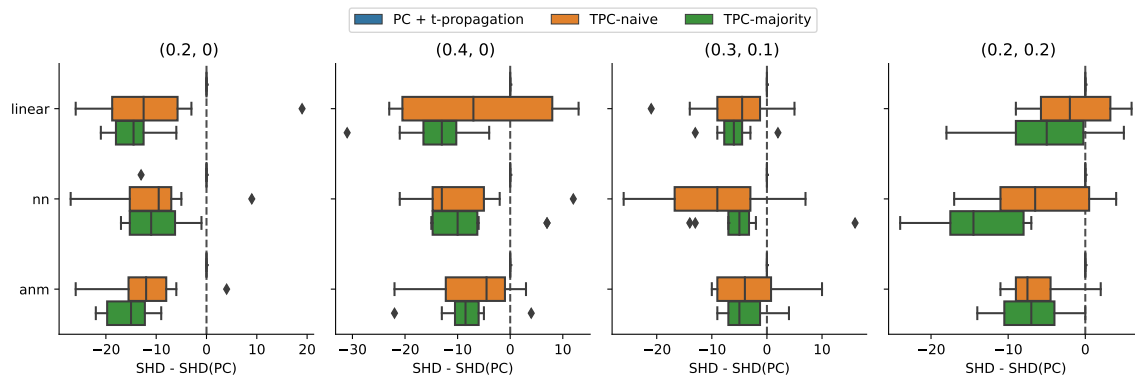 PC + t-propagation TPC-naive TPC-majority
(0.2, 0) (0.4, 0) (0.3, 0.1) (0.2, 0.2)
linear
nn
anm
−20 −10 0 10 20 −30 −20 −10 0 10 −20 −10 0 10 −20 −10 0
SHD - SHD(PC) SHD - SHD(PC) SHD - SHD(PC) SHD - SHD(PC)